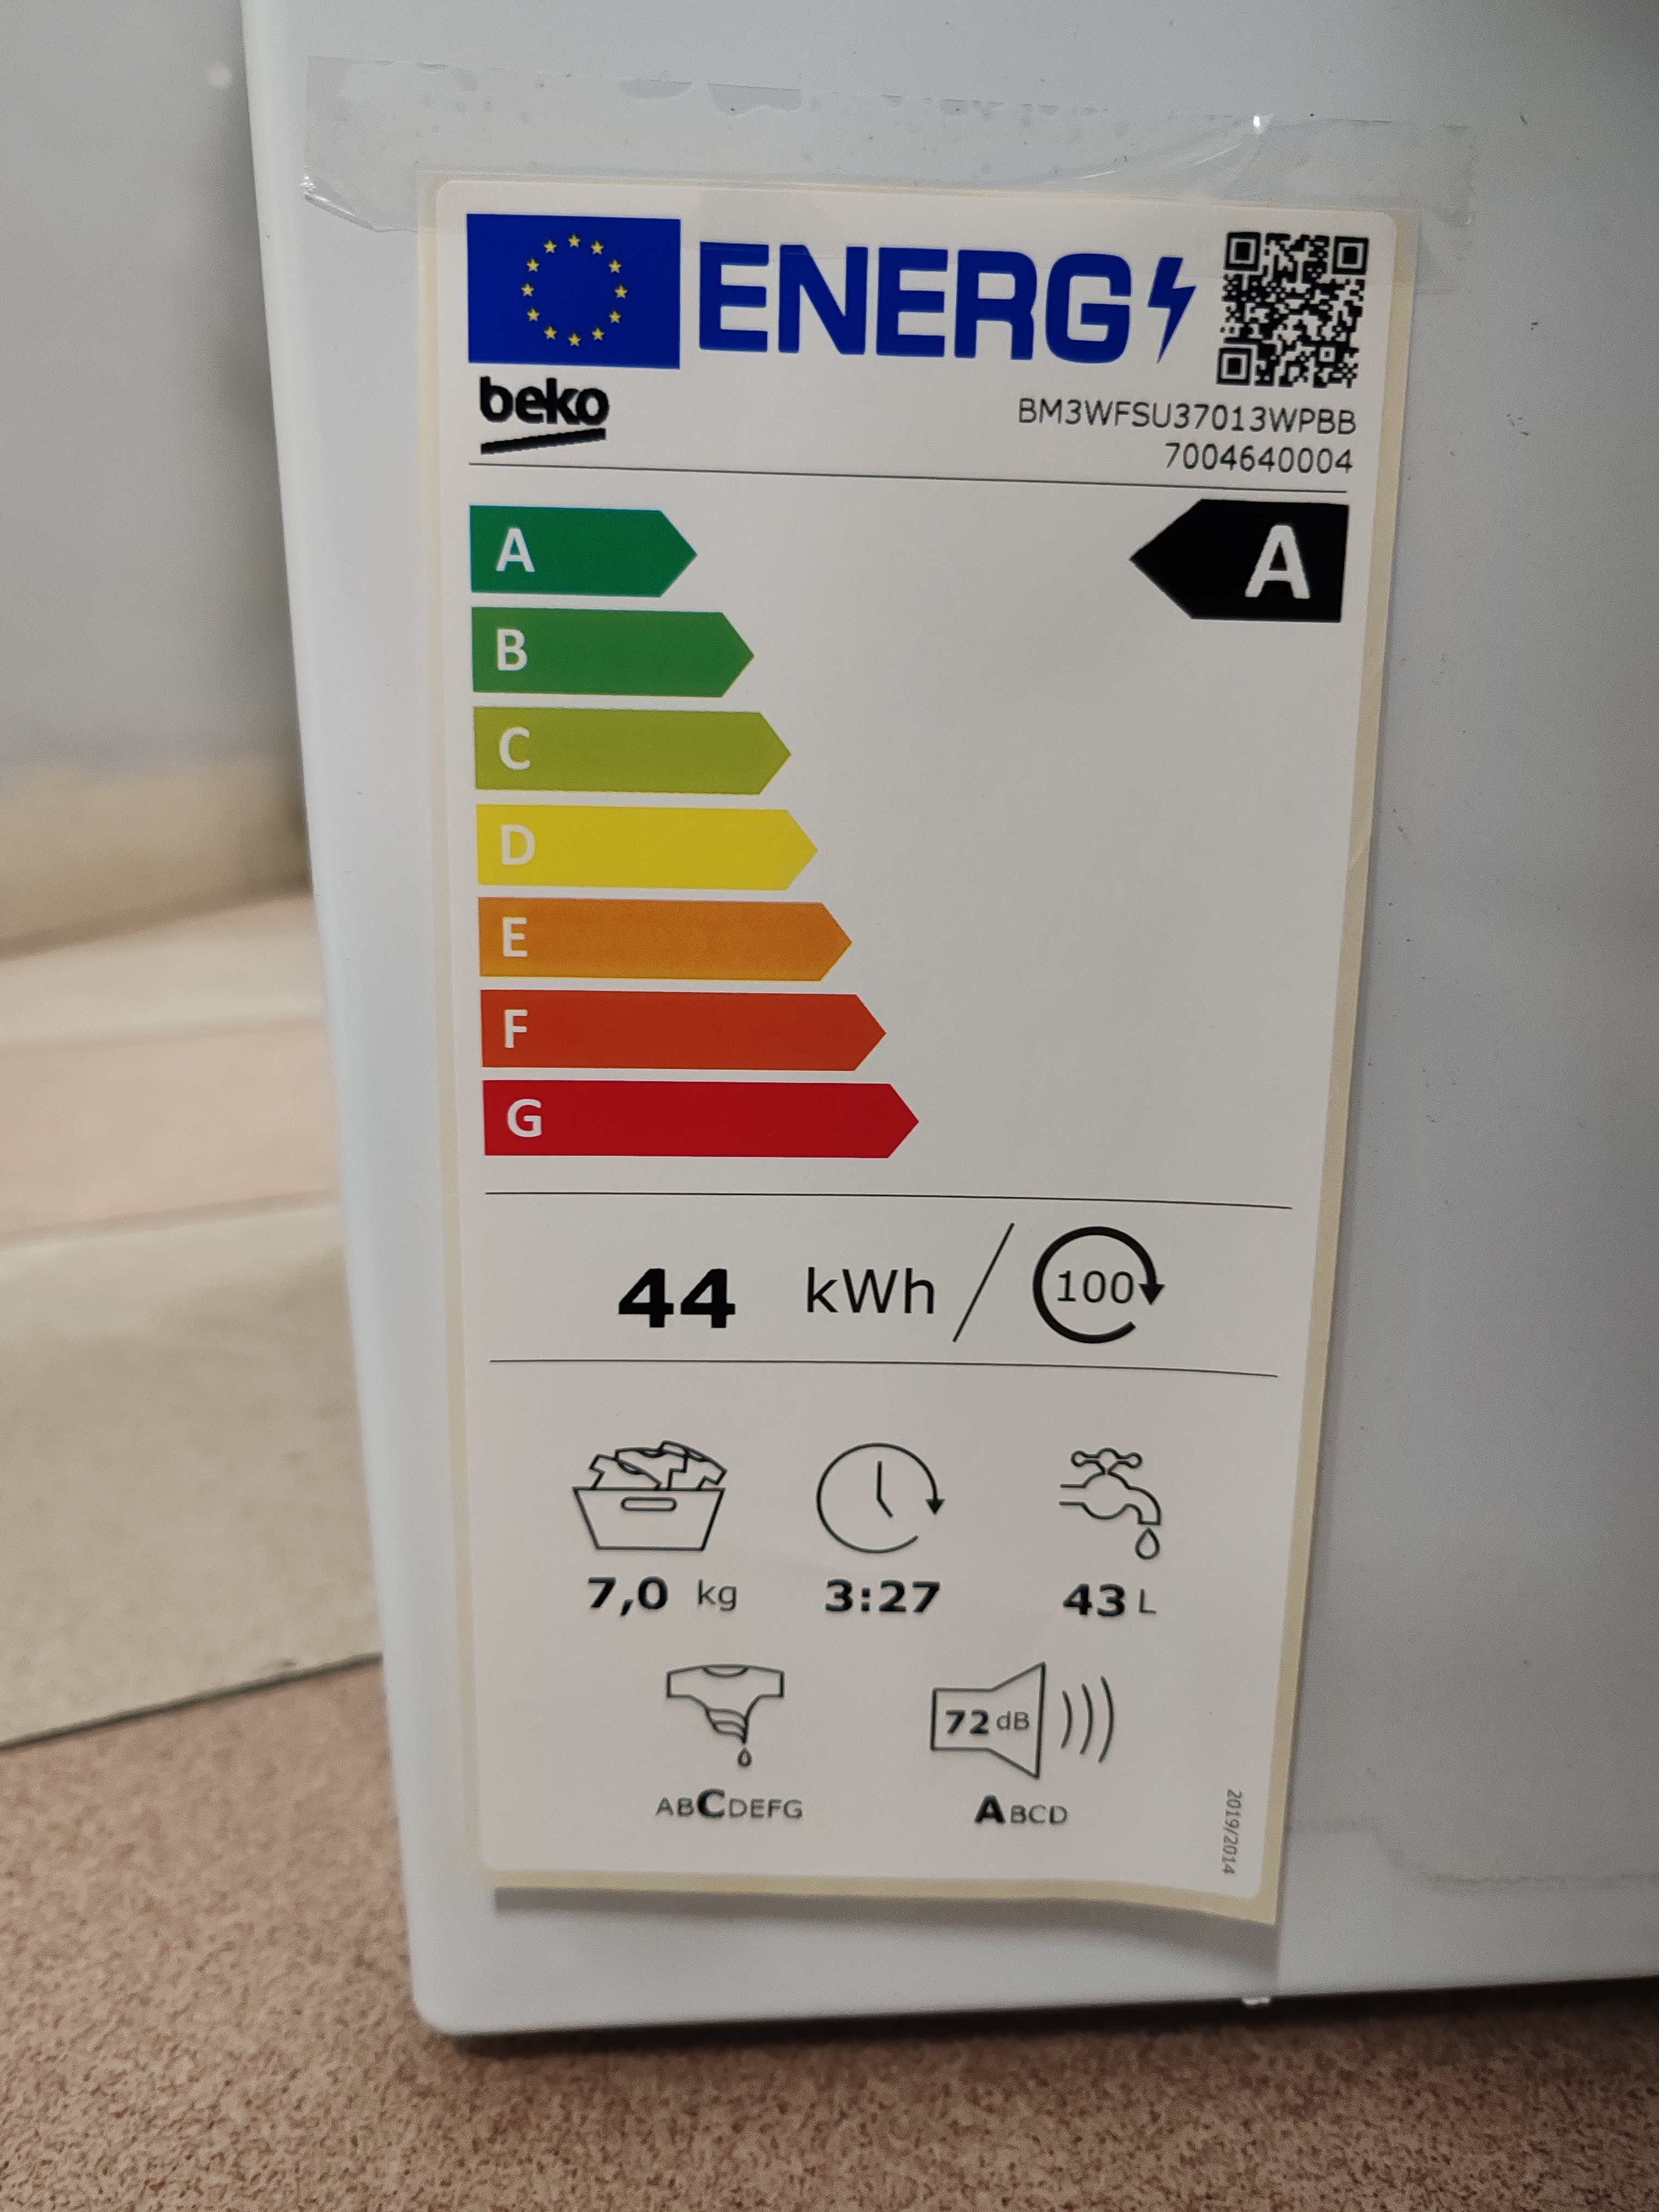 ENERG
beko
BM3WFSU37013WPBB
7004640004
A
A
B
C
D
E
F
G
44 kWh / 100
7,0 kg
3:27
43 L
72 dB
ABCDEFG
ABCD
2019/2014